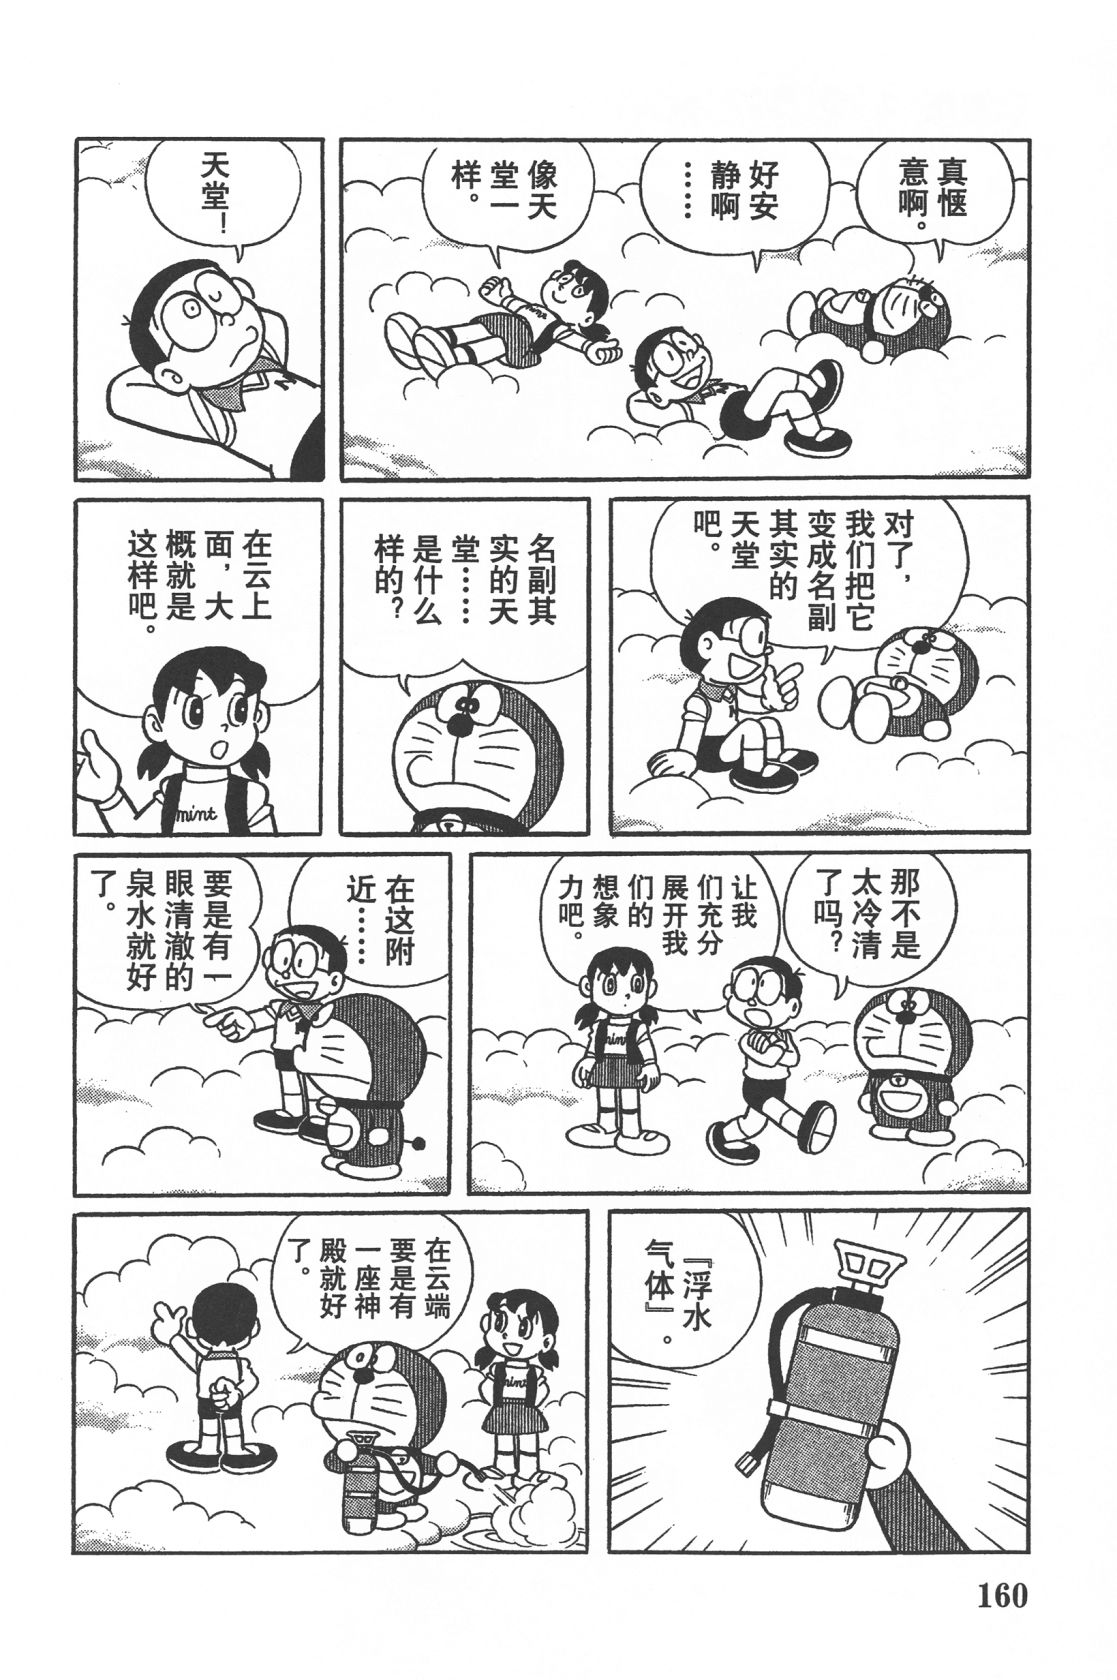 真惬
意啊。
好安
静啊
……
像天
堂一
样。
天堂！
对了，
我们把它
变成名副
其实的
天堂
吧。
名副其
实的天
堂……
是什么
样的？
在云上
面，大
概就是
这样吧。
mint
那不是
太冷清
了吗？
让我
们充分
展开我
们的
想象
力吧。
mint
在这附
近……
要是有一
眼清澈的
泉水就好
了。
『浮水
气体』。
在云端
要是有
一座神
殿就好
了。
mint
160